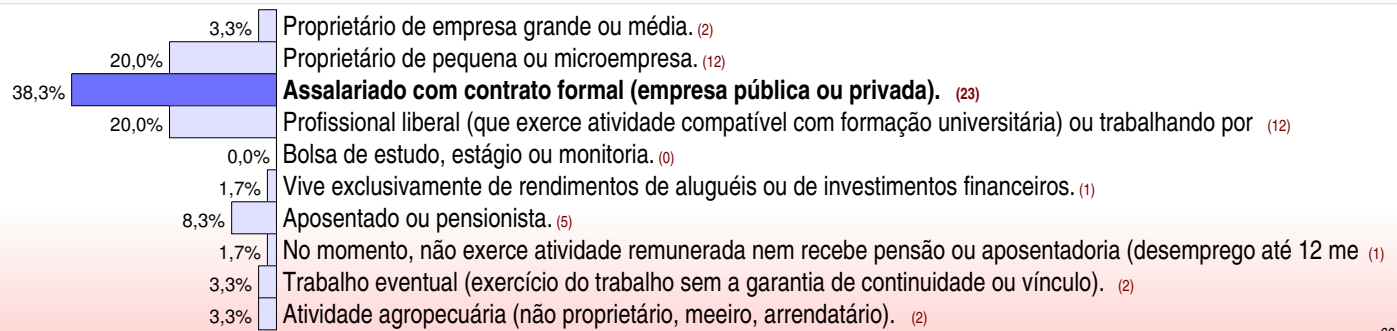 3,3% Proprietário de empresa grande ou média. (2)
20,0% Proprietário de pequena ou microempresa. (12)
38,3% Assalariado com contrato formal (empresa pública ou privada). (23)
20,0% Profissional liberal (que exerce atividade compatível com formação universitária) ou trabalhando por (12)
0,0% Bolsa de estudo, estágio ou monitoria. (0)
1,7% Vive exclusivamente de rendimentos de aluguéis ou de investimentos financeiros. (1)
8,3% Aposentado ou pensionista. (5)
1,7% No momento, não exerce atividade remunerada nem recebe pensão ou aposentadoria (desemprego até 12 me (1)
3,3% Trabalho eventual (exercício do trabalho sem a garantia de continuidade ou vínculo). (2)
3,3% Atividade agropecuária (não proprietário, meeiro, arrendatário). (2)